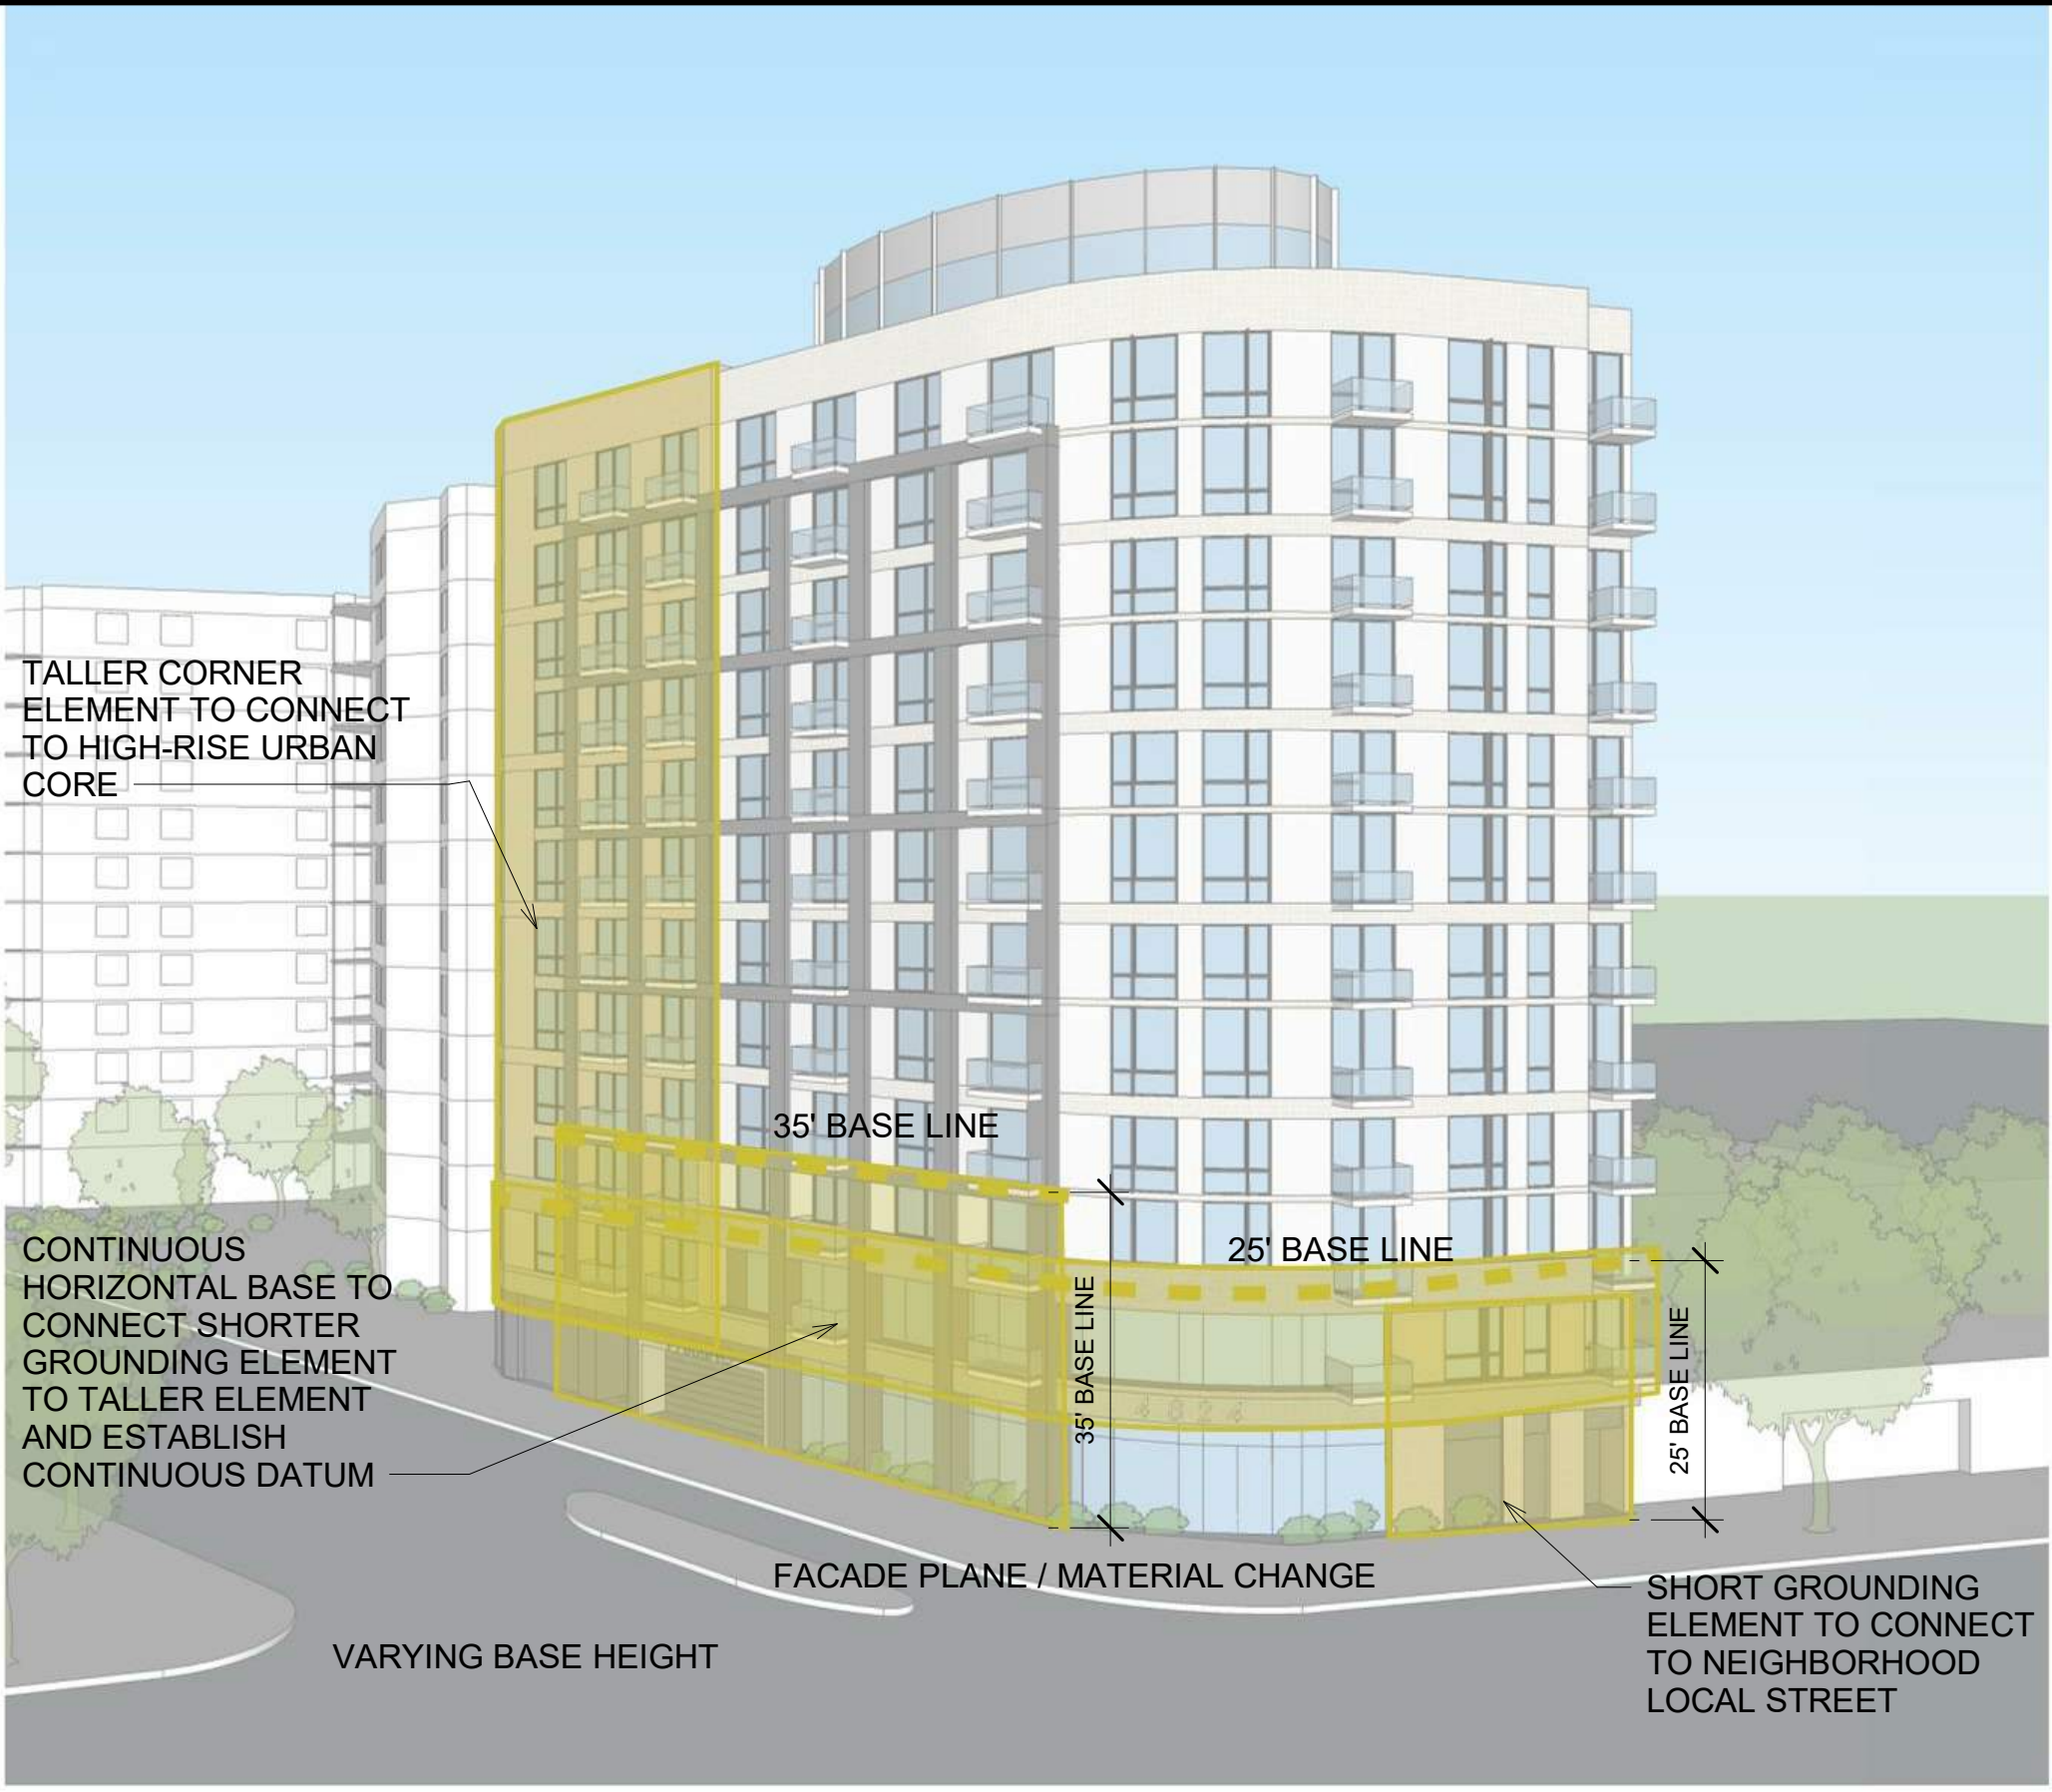 TALLER CORNER
ELEMENT TO CONNECT
TO HIGH-RISE URBAN
CORE
35' BASE LINE
25' BASE LINE
CONTINUOUS
HORIZONTAL BASE TO
CONNECT SHORTER
GROUNDING ELEMENT
TO TALLER ELEMENT
AND ESTABLISH
CONTINUOUS DATUM
35' BASE LINE
25' BASE LINE
4824
FACADE PLANE / MATERIAL CHANGE
VARYING BASE HEIGHT
SHORT GROUNDING
ELEMENT TO CONNECT
TO NEIGHBORHOOD
LOCAL STREET